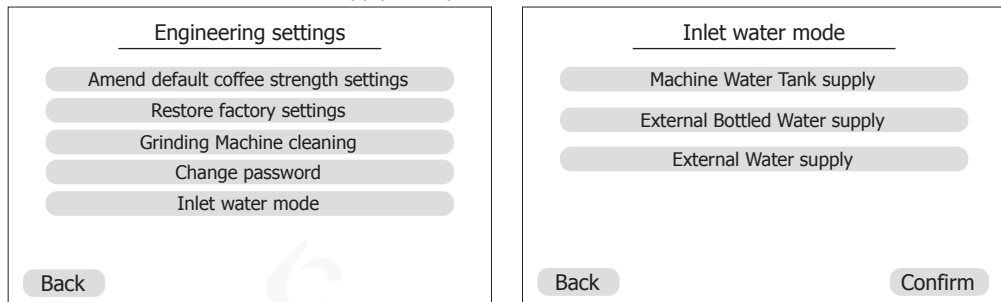 Engineering settings
Amend default coffee strength settings
Restore factory settings
Grinding Machine cleaning
Change password
Inlet water mode
Back
Inlet water mode
Machine Water Tank supply
External Bottled Water supply
External Water supply
Back
Confirm